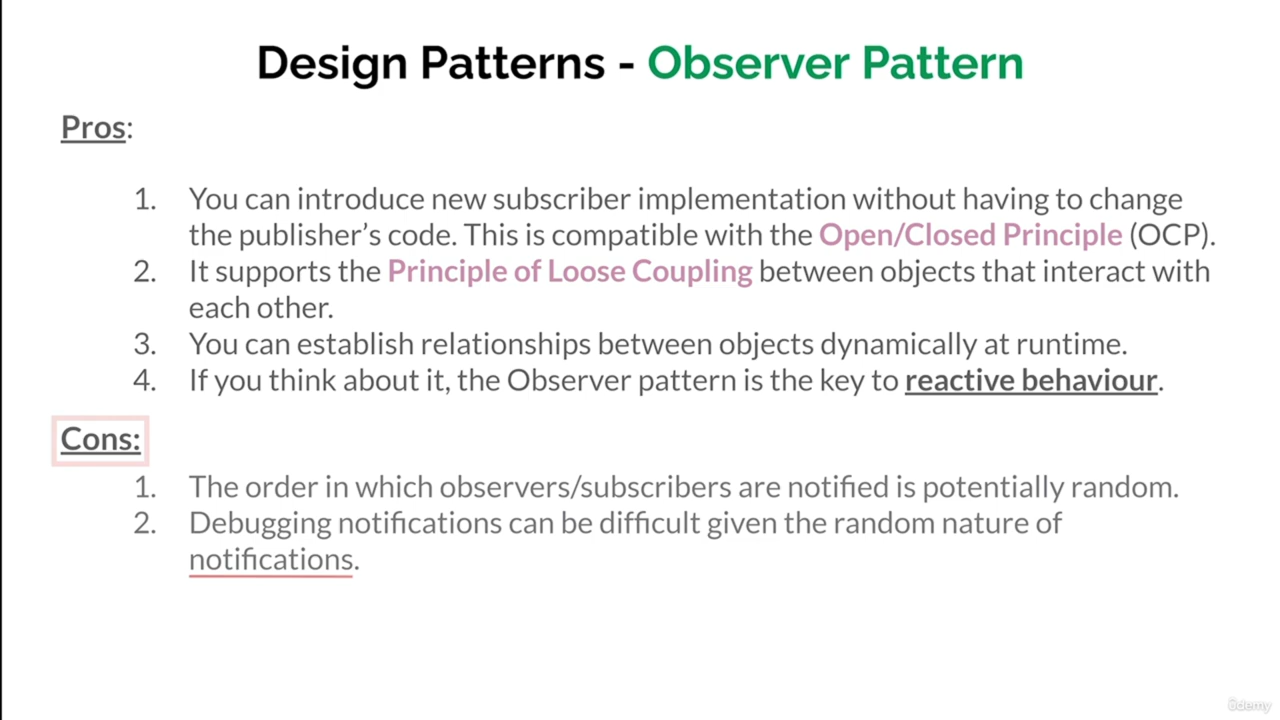 Design Patterns - Observer Pattern
Pros:
1. You can introduce new subscriber implementation without having to change
the publisher’s code. This is compatible with the Open/Closed Principle (OCP).
2. It supports the Principle of Loose Coupling between objects that interact with
each other.
3. You can establish relationships between objects dynamically at runtime.
4. If you think about it, the Observer pattern is the key to reactive behaviour.
Cons:
1. The order in which observers/subscribers are notified is potentially random.
2. Debugging notifications can be difficult given the random nature of
notifications.
ûdemy